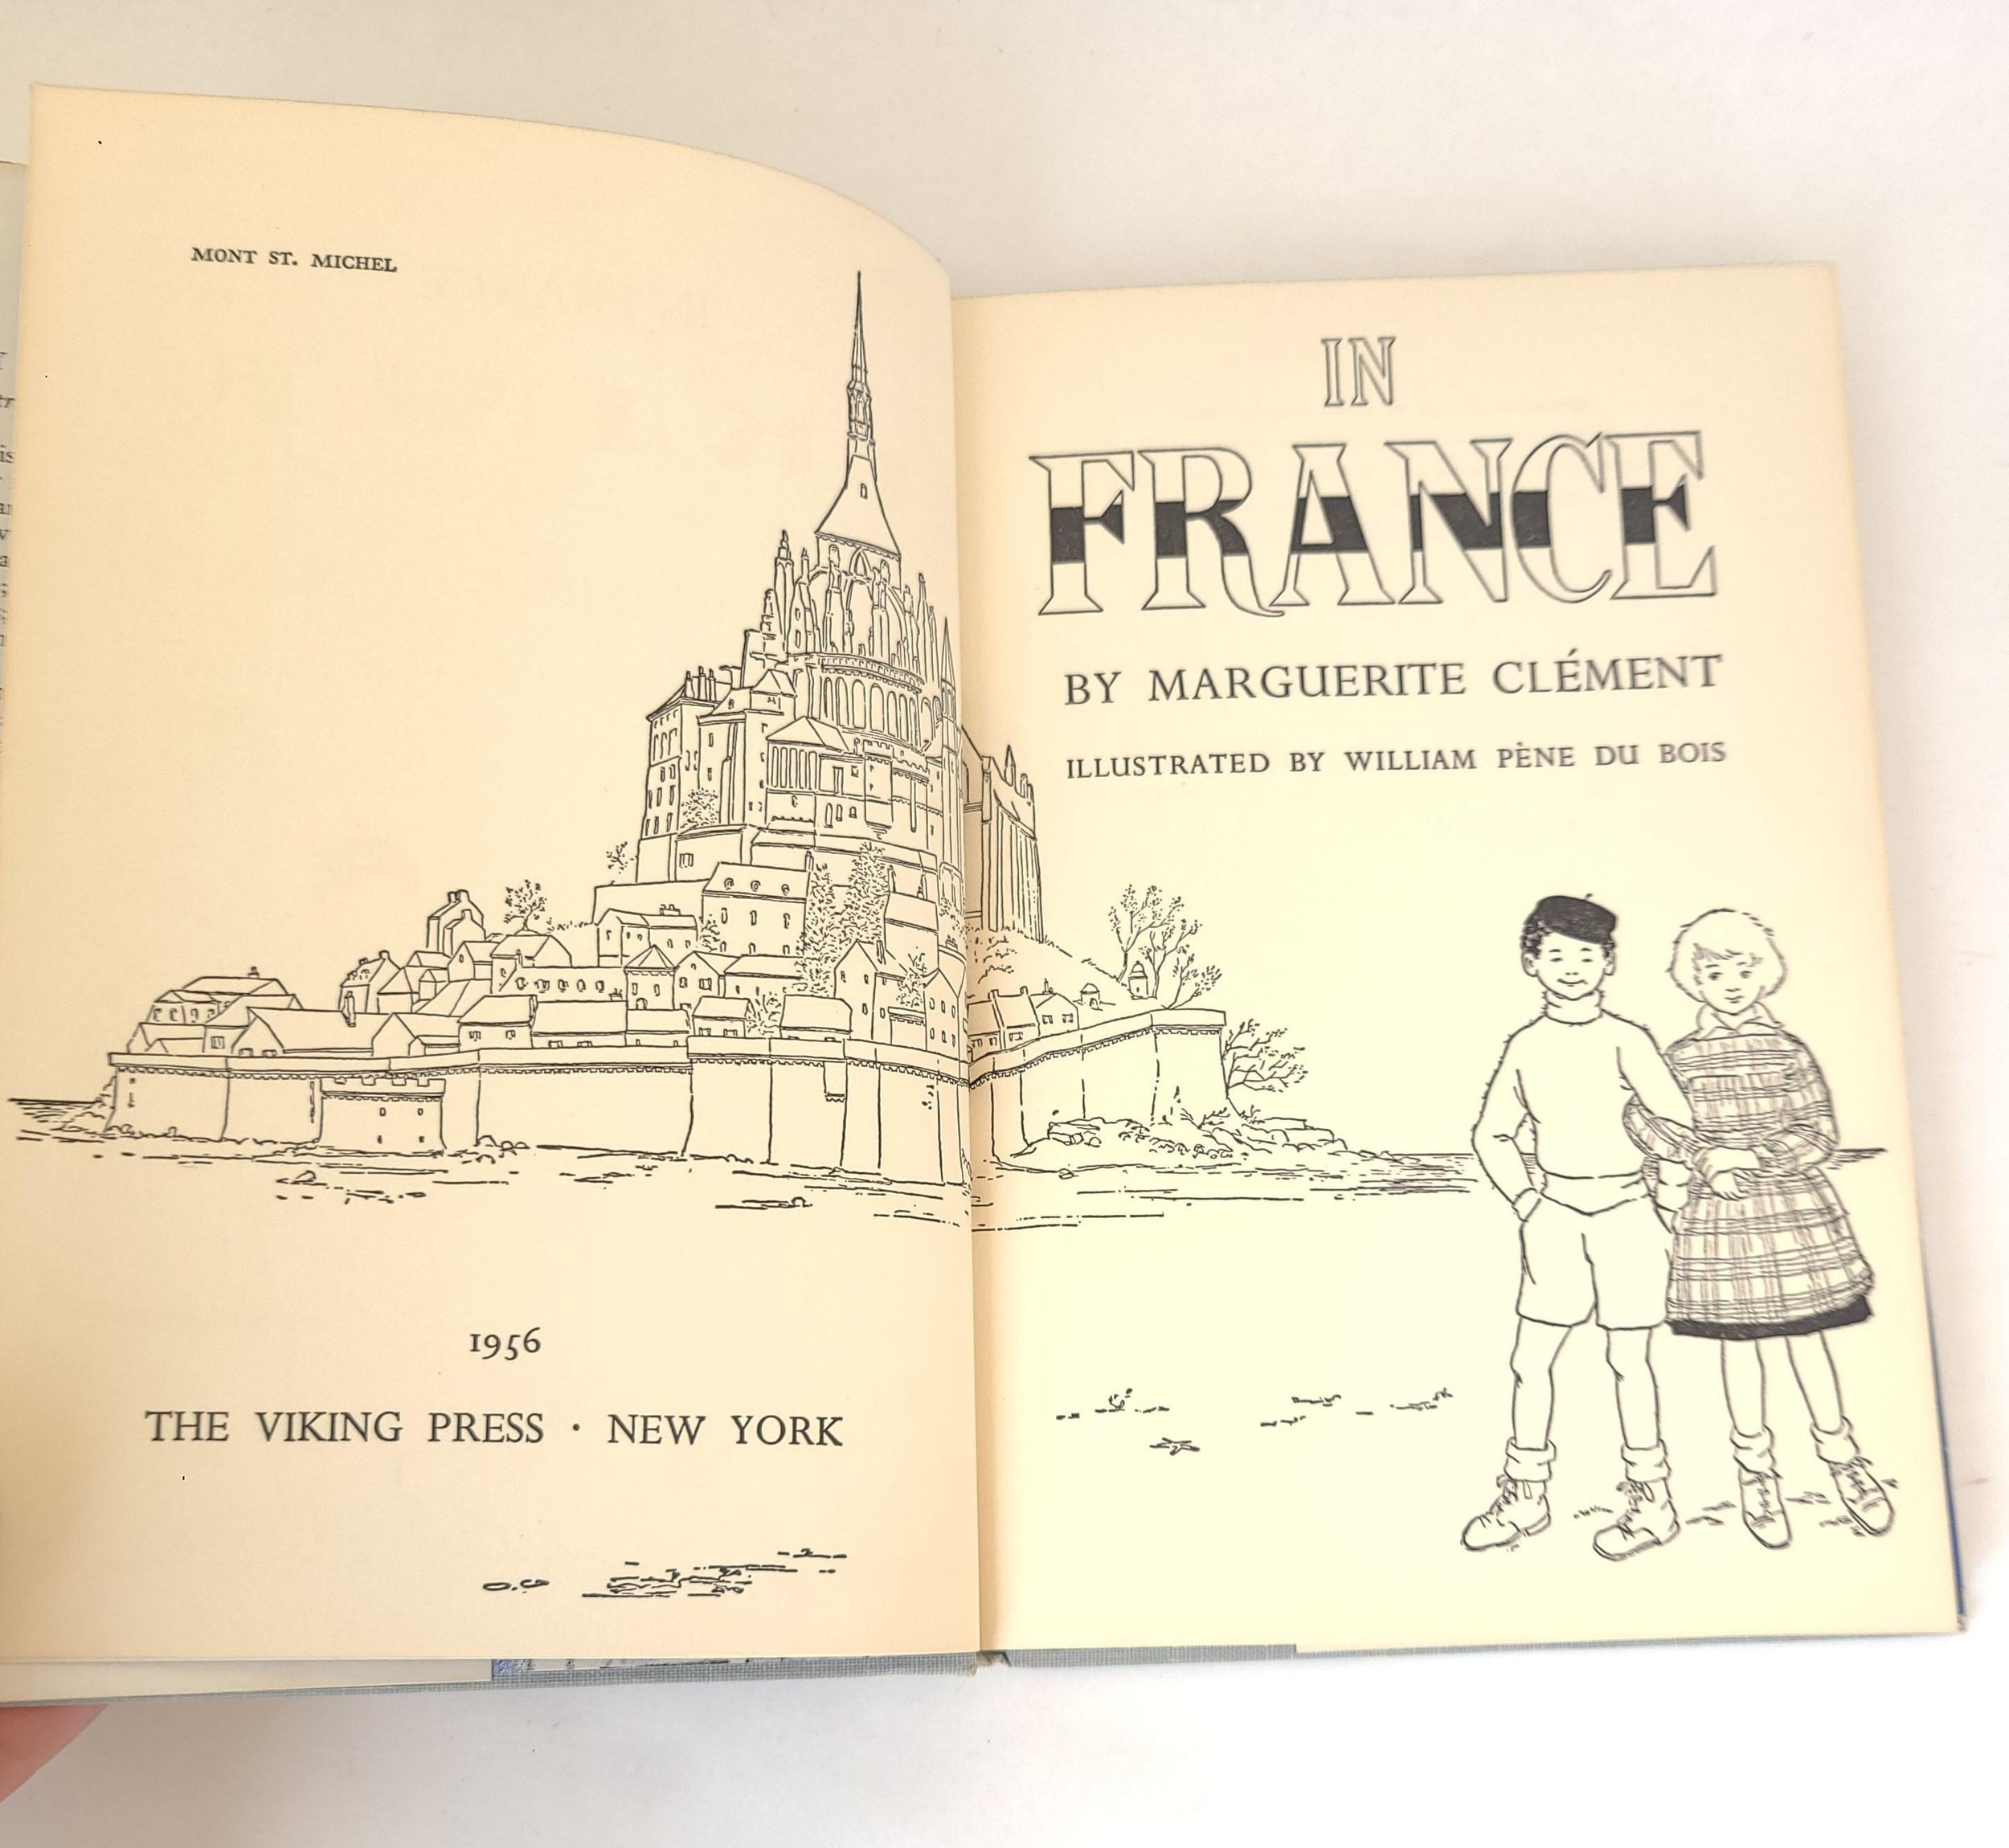 MONT ST. MICHEL
1956
THE VIKING PRESS · NEW YORK
IN
FRANCE
BY MARGUERITE CLÉMENT
ILLUSTRATED BY WILLIAM PÈNE DU BOIS